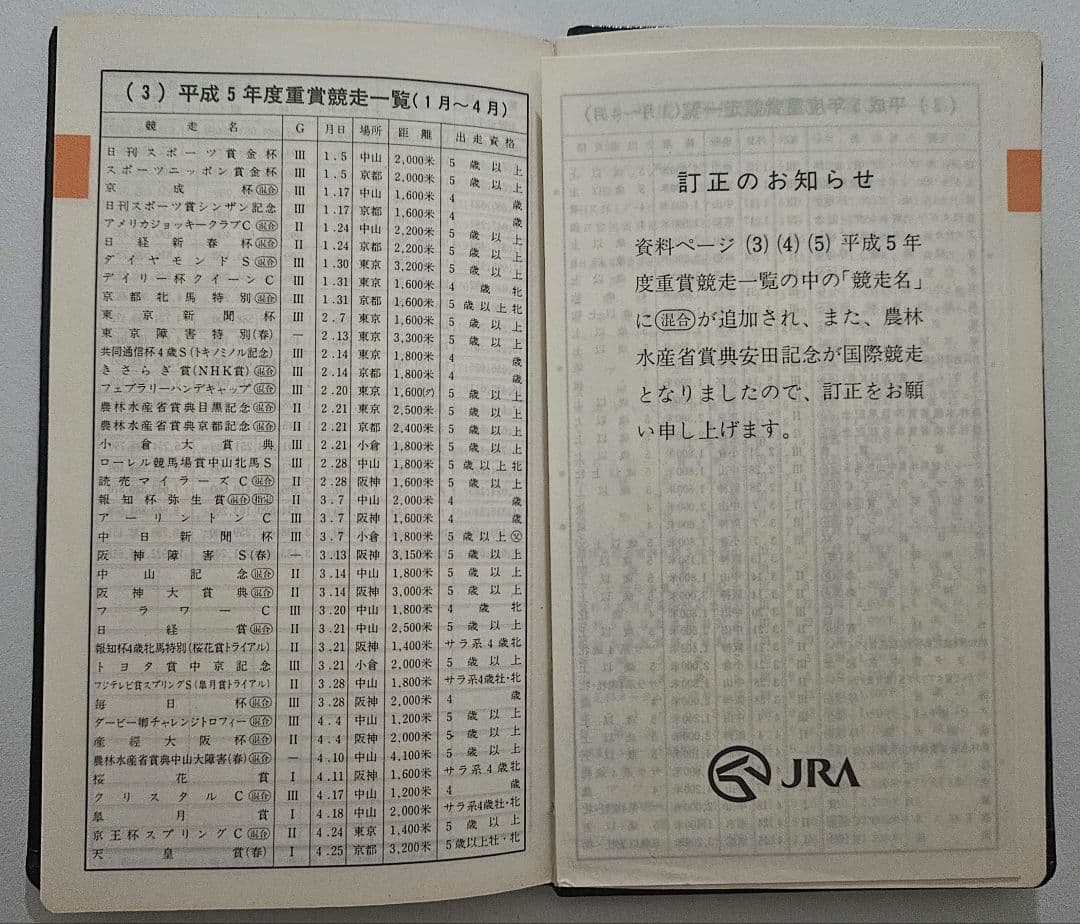 (3) 平成5年度重賞競走一覧(1月〜4月)
競走名 G 月日 場所 距離 出走資格
日刊スポーツ賞金杯 III 1.5 中山 2,000米 5歳以上
スポーツニッポン賞金杯 III 1.5 京都 2,000米 5歳以上
京成杯(混合) III 1.17 中山 1,600米 4歳
日刊スポーツ賞シンザン記念 III 1.17 京都 1,600米 4歳
アメリカジョッキークラブC(混合) II 1.24 中山 2,200米 5歳以上
日経新春杯(混合) II 1.24 京都 2,200米 5歳以上
ダイヤモンドS(混合) III 1.30 東京 3,200米 5歳以上
デイリー杯クイーンC III 1.31 東京 1,600米 4歳牝
京都牝馬特別(混合) III 1.31 京都 1,600米 5歳以上牝
東京新聞杯 III 2.7 東京 1,600米 5歳以上
東京障害特別(春) — 2.13 東京 3,300米 5歳以上
共同通信杯4歳S(トキノミノル記念) III 2.14 東京 1,800米 4歳
きさらぎ賞(NHK賞)(混合) III 2.14 京都 1,800米 4歳
フェブラリーハンデキャップ(混合) III 2.20 東京 1,600(ダ) 5歳以上
農林水産省賞典目黒記念(混合) II 2.21 東京 2,500米 5歳以上
農林水産省賞典京都記念(混合) II 2.21 京都 2,400米 5歳以上
小倉大賞典 III 2.21 小倉 1,800米 5歳以上
ローレル競馬場賞中山牝馬S III 2.28 中山 1,800米 5歳以上牝
読売マイラーズC(混合) II 2.28 阪神 1,600米 5歳以上
報知杯弥生賞(混合)(指定) II 3.7 中山 2,000米 4歳
アーリントンC III 3.7 阪神 1,600米 4歳
中日新聞杯 III 3.7 小倉 1,800米 5歳以上(父)
阪神障害S(春) — 3.13 阪神 3,150米 5歳以上
中山記念(混合) II 3.14 中山 1,800米 5歳以上
阪神大賞典(混合) II 3.14 阪神 3,000米 5歳以上
フラワーC III 3.20 中山 1,800米 4歳牝
日経賞(混合) II 3.21 中山 2,500米 5歳以上
報知杯4歳牝馬特別(桜花賞トライアル) II 3.21 阪神 1,400米 サラ系4歳牝
トヨタ賞中京記念 III 3.21 小倉 2,000米 5歳以上
フジテレビ賞スプリングS(皐月賞トライアル) II 3.28 中山 1,800米 サラ系4歳牡・牝
毎日杯(混合) III 3.28 阪神 2,000米 4歳
ダービー卿チャレンジトロフィー(混合) III 4.4 中山 1,200米 5歳以上
産經大阪杯(混合) II 4.4 阪神 2,000米 5歳以上
農林水産省賞典中山大障害(春)(混合) — 4.10 中山 4,100米 5歳以上
桜花賞 I 4.11 阪神 1,600米 サラ系4歳牝
クリスタルC(混合) III 4.17 中山 1,200米 4歳
皐月賞 I 4.18 中山 2,000米 サラ系4歳牡・牝
京王杯スプリングC(混合) II 4.24 東京 1,400米 5歳以上
天皇賞(春) I 4.25 京都 3,200米 5歳以上牡・牝
訂正のお知らせ
資料ページ (3)(4)(5) 平成5年
度重賞競走一覧の中の「競走名」
に(混合)が追加され、また、農林
水産省賞典安田記念が国際競走
となりましたので、訂正をお願
い申し上げます。
JRA